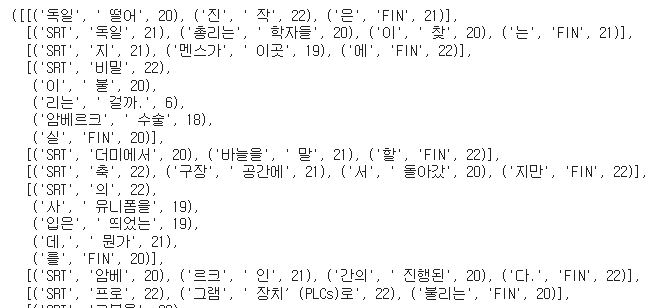 ([[('독일', ' 떨어', 20), ('진', ' 작', 22), ('은', 'FIN', 21)],
[('SRT', '독일', 21), ('총리는', ' 학자들', 20), ('이', ' 찾', 20), ('는', 'FIN', 21)],
[('SRT', '지', 21), ('멘스가', ' 이곳', 19), ('에', 'FIN', 22)],
[('SRT', '비밀', 22),
('이', ' 불', 20),
('리는', ' 걸까.', 6),
('암베르크', ' 수술', 18),
('실', 'FIN', 20)],
[('SRT', '더미에서', 20), ('바늘을', ' 말', 21), ('할', 'FIN', 22)],
[('SRT', '축', 22), ('구장', ' 공간에', 21), ('서', ' 돌아갔', 20), ('지만', 'FIN', 22)],
[('SRT', '의', 22),
('사', ' 유니폼을', 19),
('입은', ' 띄었는', 19),
('데,', ' 뭔가', 21),
('를', 'FIN', 20)],
[('SRT', '암베', 20), ('르크', ' 인', 21), ('간의', ' 진행된', 20), ('다.', 'FIN', 22)],
[('SRT', '프로', 22), ('그램', ' 장치’(PLCs)로', 22), ('불리는', 'FIN', 20)],